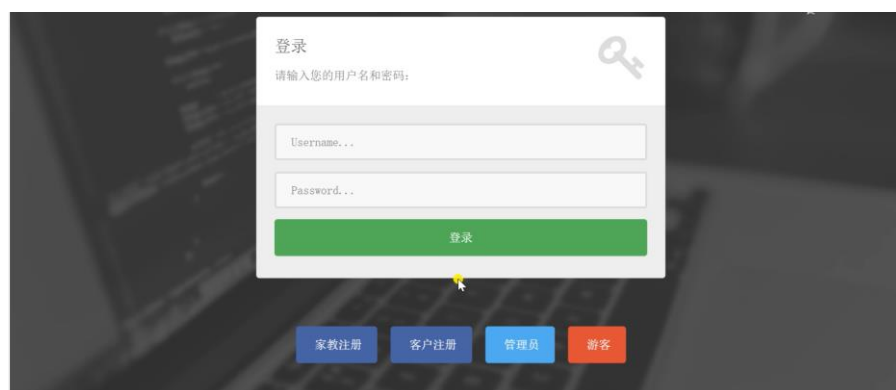 登录
请输入您的用户名和密码:
Username...
Password...
登录
家教注册
客户注册
管理员
游客